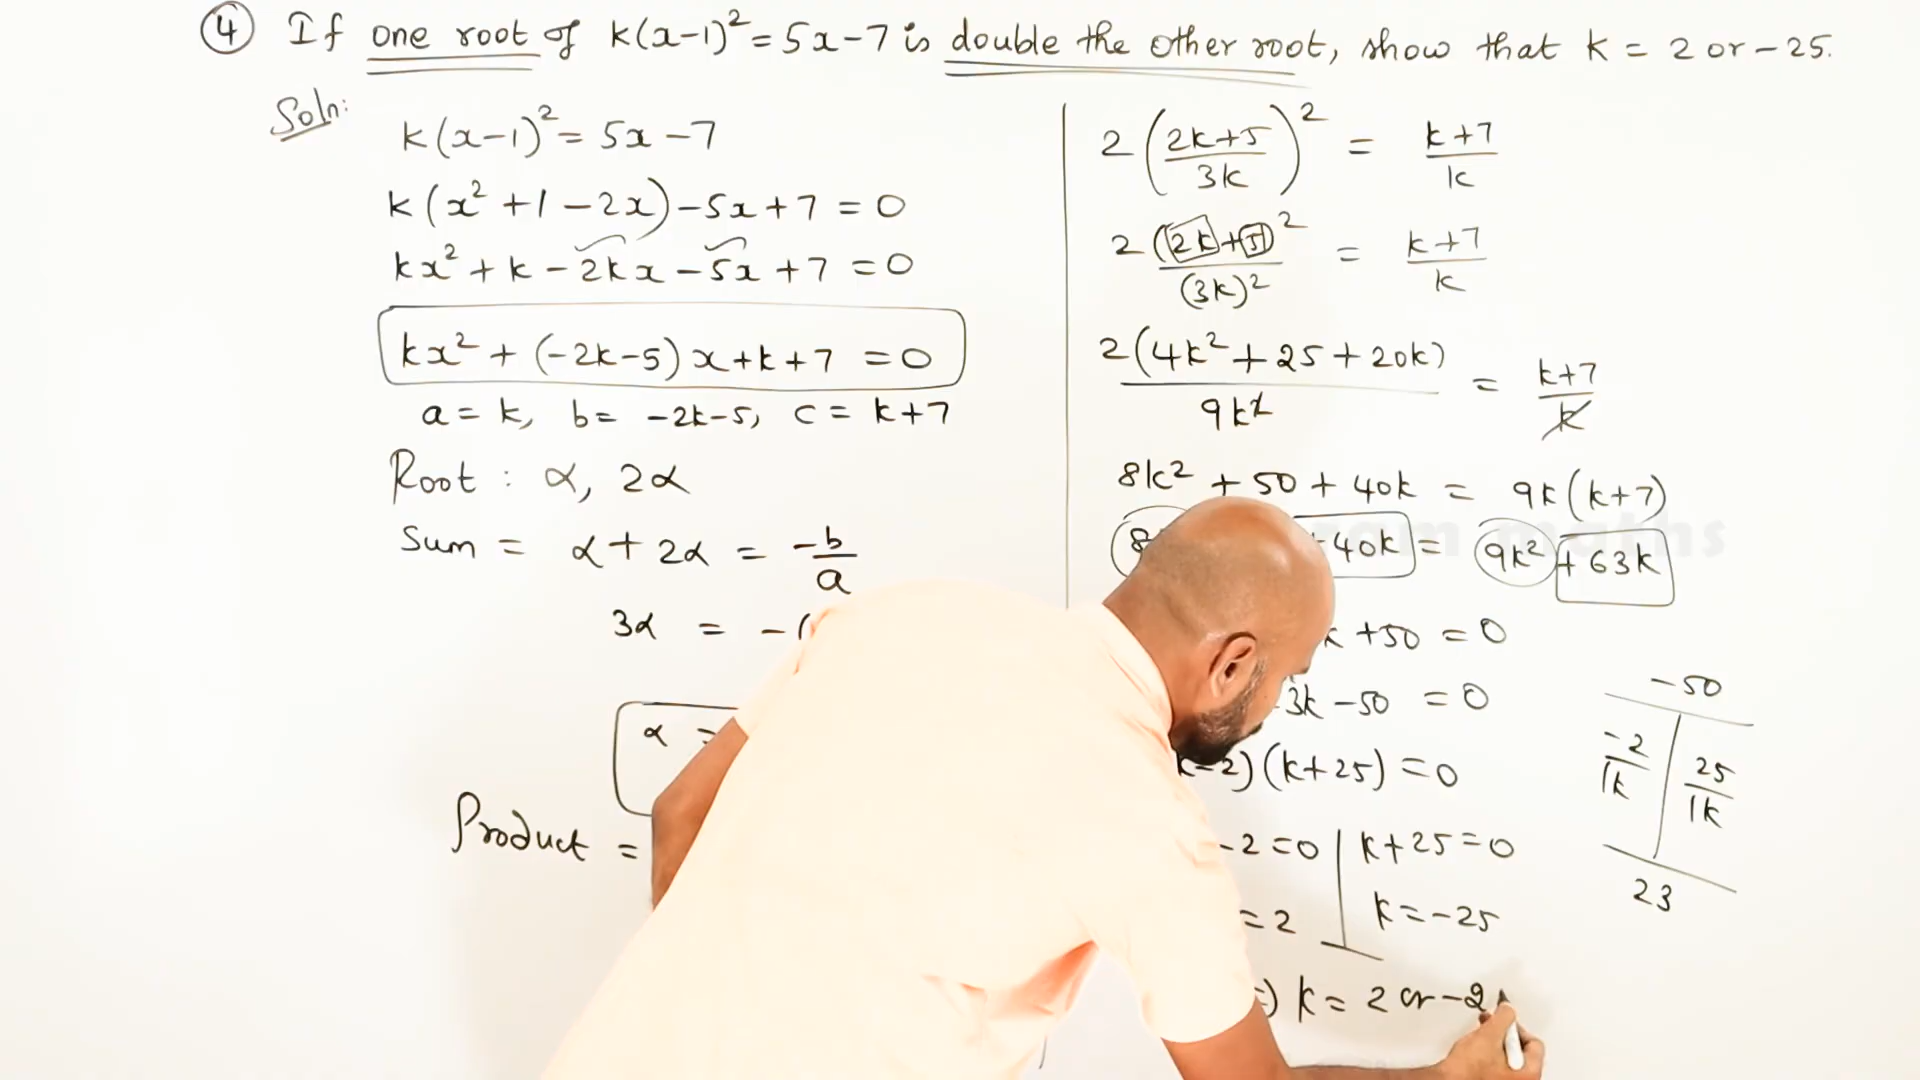 ④ If one root of k(x-1)² = 5x-7 is double the other root, show that k = 2 or -25.
Soln:
k(x-1)² = 5x-7
k(x²+1-2x)-5x+7 = 0
kx²+k-2kx-5x+7 = 0
kx²+(-2k-5)x+k+7 = 0
a = k, b = -2k-5, c = k+7
Root : α, 2α
Sum = α+2α = -b/a
3α = -(
α =
Product =
2((2k+5)/3k)² = (k+7)/k
2(2k+5)²/(3k)² = (k+7)/k
2(4k²+25+20k)/9k² = (k+7)/k
8k²+50+40k = 9k(k+7)
8 40k = 9k²+63k
k+50 = 0
3k-50 = 0
k-2)(k+25) = 0
-2=0 | k+25=0
=2 | k=-25
k = 2 or -2
-50
-2/1k | 25/1k
23